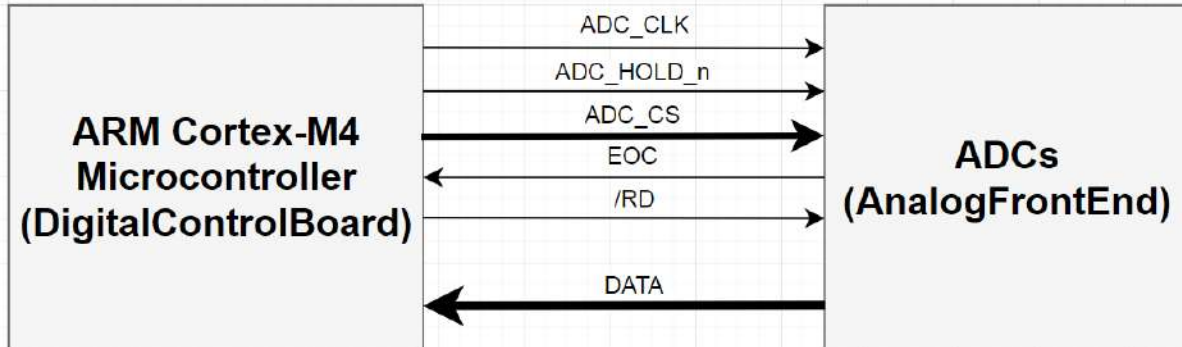 ARM Cortex-M4
Microcontroller
(DigitalControlBoard)
ADC_CLK
ADC_HOLD_n
ADC_CS
EOC
/RD
DATA
ADCs
(AnalogFrontEnd)